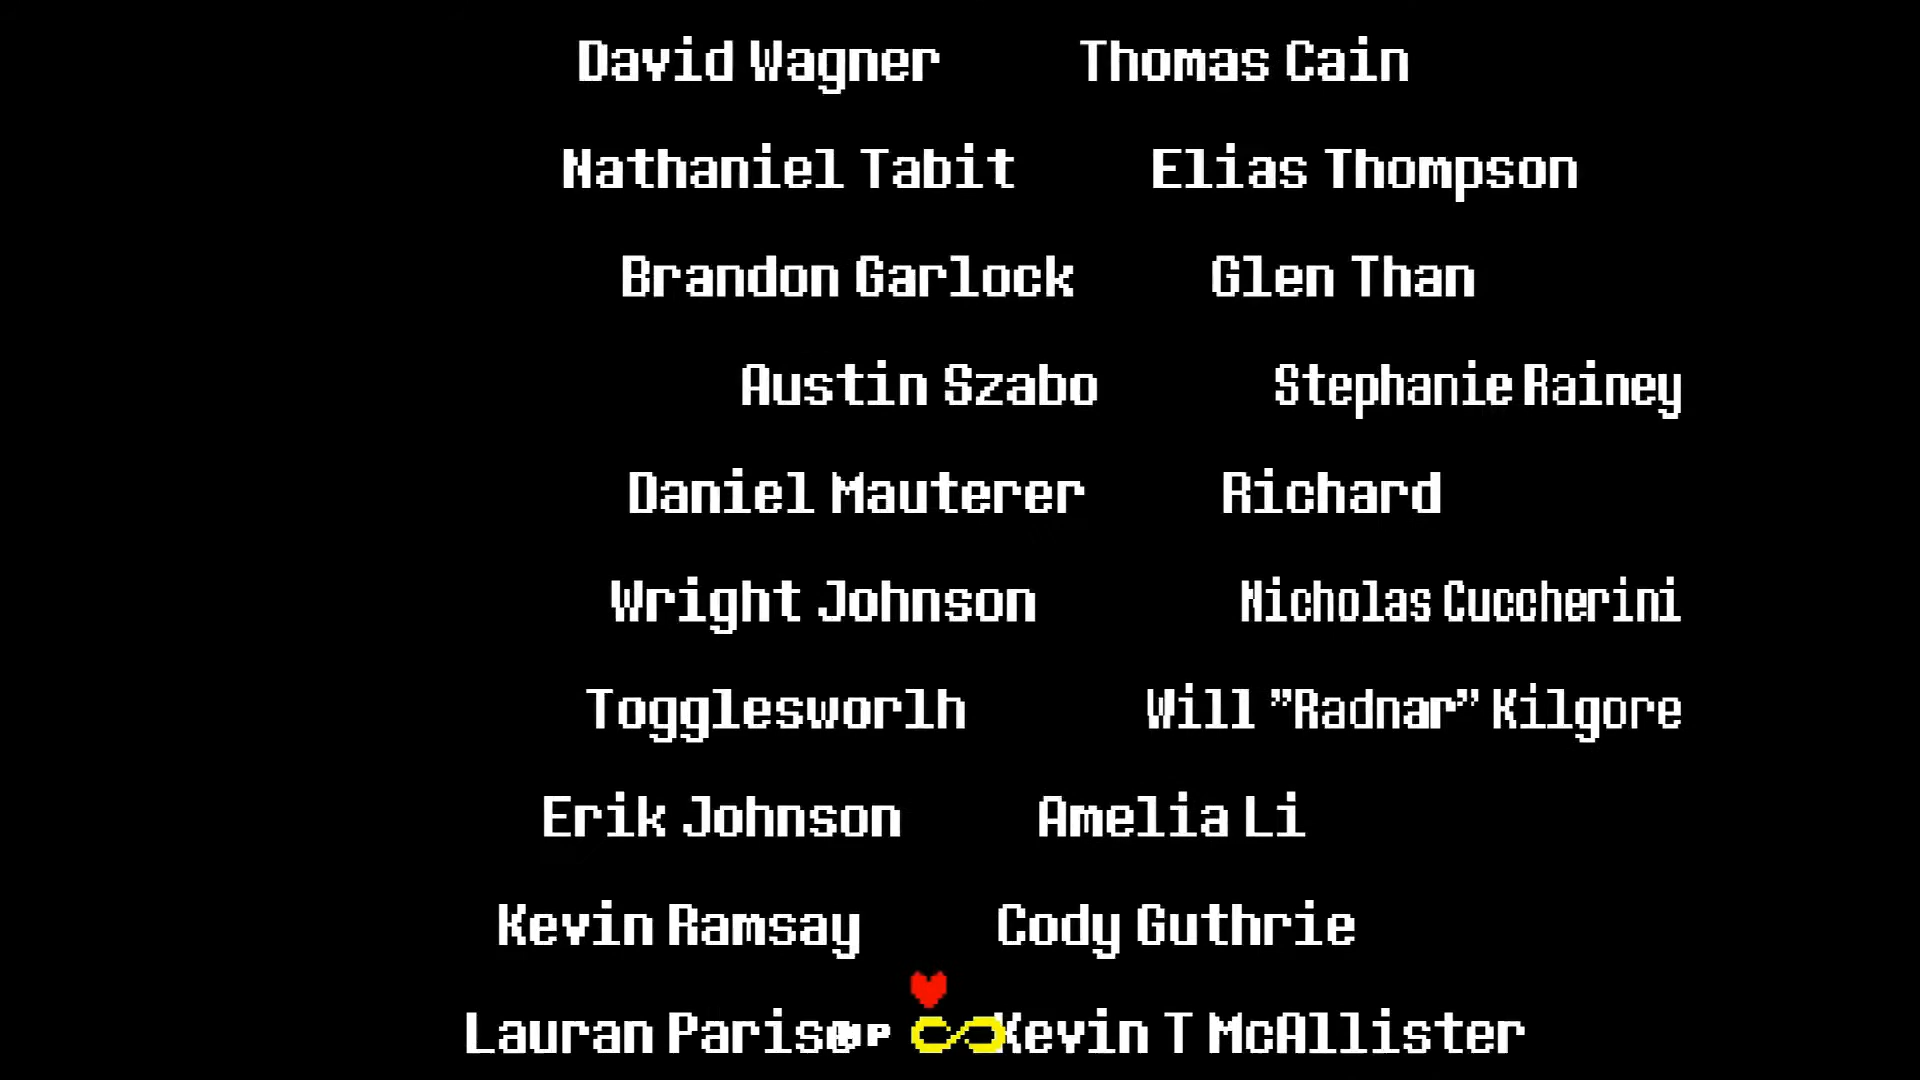 David Wagner Thomas Cain
Nathaniel Tabit Elias Thompson
Brandon Garlock Glen Than
Austin Szabo Stephanie Rainey
Daniel Mauterer Richard
Wright Johnson Nicholas Cuccherini
Togglesworlh Will "Radnar" Kilgore
Erik Johnson Amelia Li
Kevin Ramsay Cody Guthrie
Lauran Kevin T McAllister